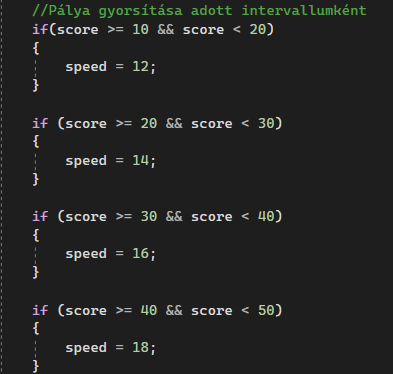 //Pálya gyorsítása adott intervallumként
if(score >= 10 && score < 20)
{
speed = 12;
}
if (score >= 20 && score < 30)
{
speed = 14;
}
if (score >= 30 && score < 40)
{
speed = 16;
}
if (score >= 40 && score < 50)
{
speed = 18;
}